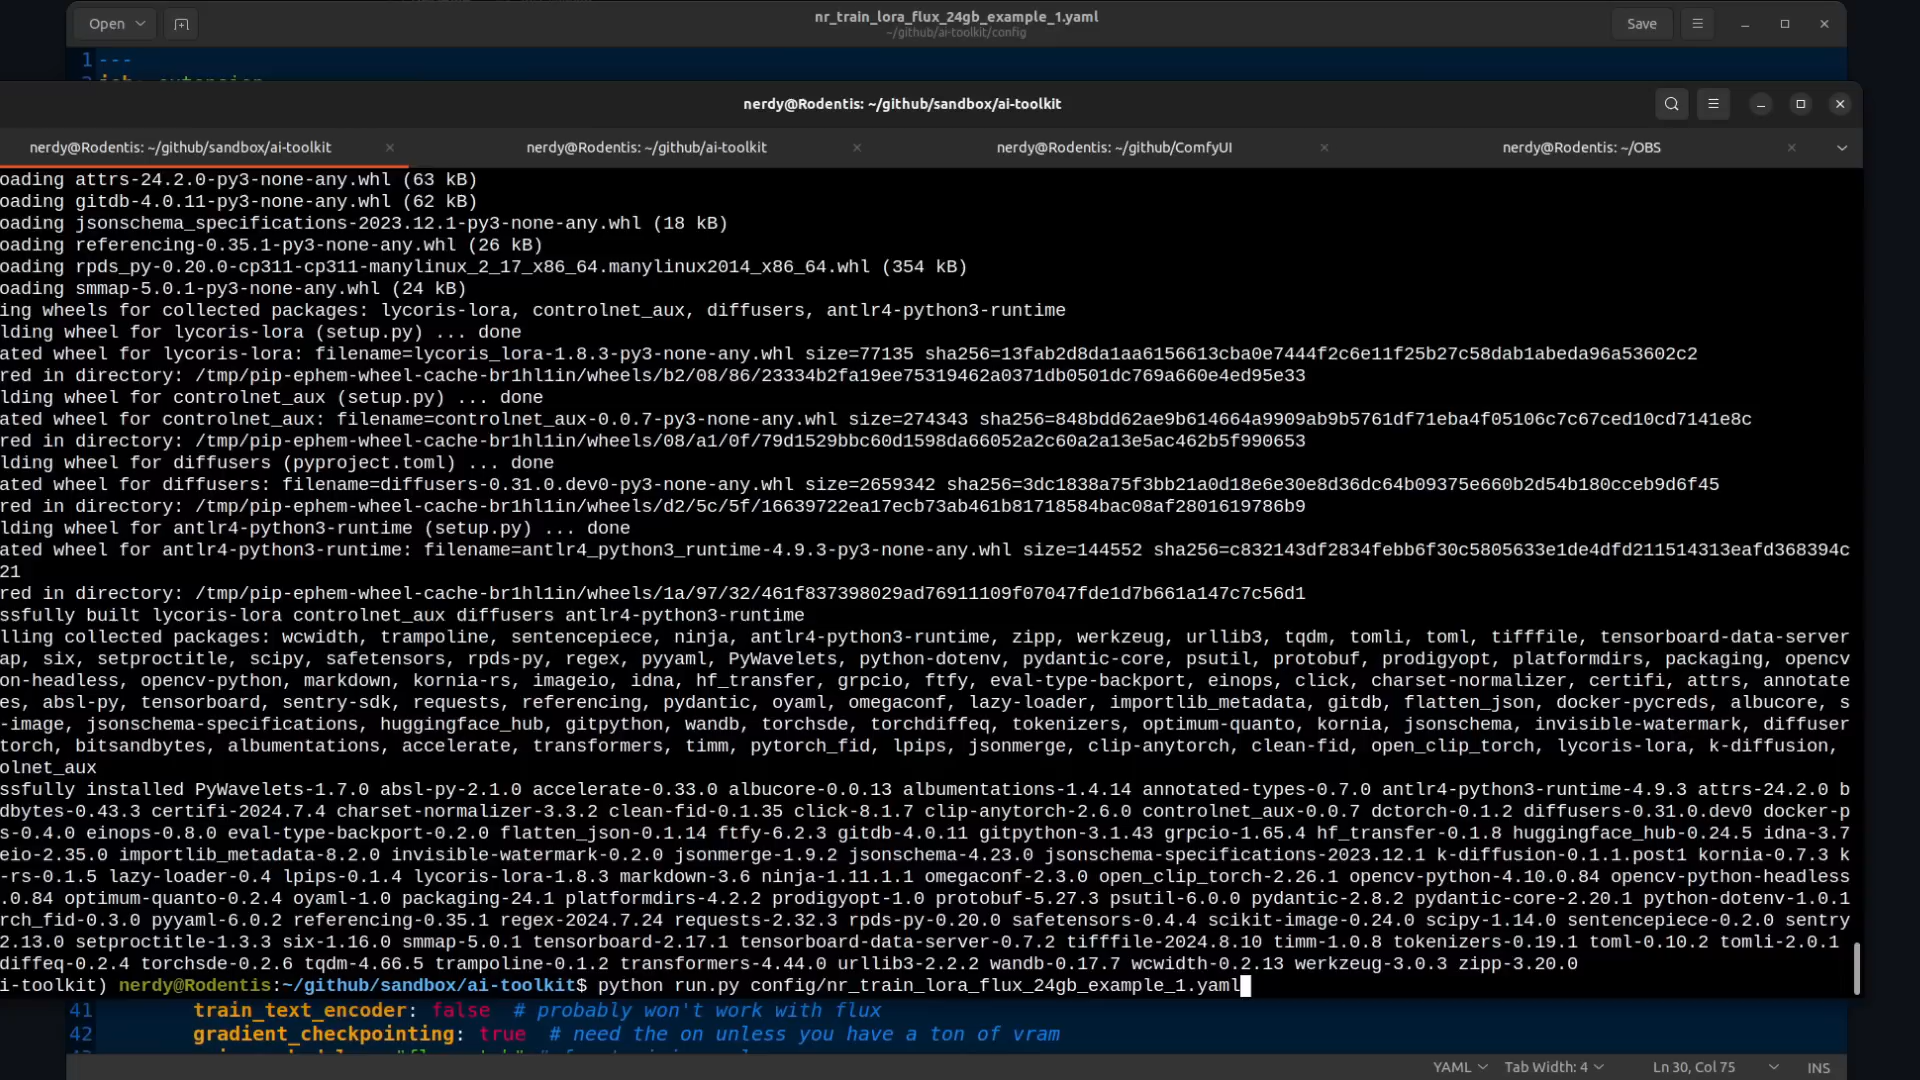 Open
nr_train_lora_flux_24gb_example_1.yaml
~/github/ai-toolkit/config
Save
1 ---
nerdy@Rodentis: ~/github/sandbox/ai-toolkit
nerdy@Rodentis: ~/github/sandbox/ai-toolkit
nerdy@Rodentis: ~/github/ai-toolkit
nerdy@Rodentis: ~/github/ComfyUI
nerdy@Rodentis: ~/OBS
oading attrs-24.2.0-py3-none-any.whl (63 kB)
oading gitdb-4.0.11-py3-none-any.whl (62 kB)
oading jsonschema_specifications-2023.12.1-py3-none-any.whl (18 kB)
oading referencing-0.35.1-py3-none-any.whl (26 kB)
oading rpds_py-0.20.0-cp311-cp311-manylinux_2_17_x86_64.manylinux2014_x86_64.whl (354 kB)
oading smmap-5.0.1-py3-none-any.whl (24 kB)
ing wheels for collected packages: lycoris-lora, controlnet_aux, diffusers, antlr4-python3-runtime
lding wheel for lycoris-lora (setup.py) ... done
ated wheel for lycoris-lora: filename=lycoris_lora-1.8.3-py3-none-any.whl size=77135 sha256=13fab2d8da1aa6156613cba0e7444f2c6e11f25b27c58dab1abeda96a53602c2
red in directory: /tmp/pip-ephem-wheel-cache-br1hl1in/wheels/b2/08/86/23334b2fa19ee75319462a0371db0501dc769a660e4ed95e33
lding wheel for controlnet_aux (setup.py) ... done
ated wheel for controlnet_aux: filename=controlnet_aux-0.0.7-py3-none-any.whl size=274343 sha256=848bdd62ae9b614664a9909ab9b5761df71eba4f05106c7c67ced10cd7141e8c
red in directory: /tmp/pip-ephem-wheel-cache-br1hl1in/wheels/08/a1/0f/79d1529bbc60d1598da66052a2c60a2a13e5ac462b5f990653
lding wheel for diffusers (pyproject.toml) ... done
ated wheel for diffusers: filename=diffusers-0.31.0.dev0-py3-none-any.whl size=2659342 sha256=3dc1838a75f3bb21a0d18e6e30e8d36dc64b09375e660b2d54b180cceb9d6f45
red in directory: /tmp/pip-ephem-wheel-cache-br1hl1in/wheels/d2/5c/5f/16639722ea17ecb73ab461b81718584bac08af2801619786b9
lding wheel for antlr4-python3-runtime (setup.py) ... done
ated wheel for antlr4-python3-runtime: filename=antlr4_python3_runtime-4.9.3-py3-none-any.whl size=144552 sha256=c832143df2834febb6f30c5805633e1de4dfd211514313eafd368394c
21
red in directory: /tmp/pip-ephem-wheel-cache-br1hl1in/wheels/1a/97/32/461f837398029ad76911109f07047fde1d7b661a147c7c56d1
ssfully built lycoris-lora controlnet_aux diffusers antlr4-python3-runtime
lling collected packages: wcwidth, trampoline, sentencepiece, ninja, antlr4-python3-runtime, zipp, werkzeug, urllib3, tqdm, tomli, toml, tifffile, tensorboard-data-server
ap, six, setproctitle, scipy, safetensors, rpds-py, regex, pyyaml, PyWavelets, python-dotenv, pydantic-core, psutil, protobuf, prodigyopt, platformdirs, packaging, opencv
on-headless, opencv-python, markdown, kornia-rs, imageio, idna, hf_transfer, grpcio, ftfy, eval-type-backport, einops, click, charset-normalizer, certifi, attrs, annotate
es, absl-py, tensorboard, sentry-sdk, requests, referencing, pydantic, oyaml, omegaconf, lazy-loader, importlib_metadata, gitdb, flatten_json, docker-pycreds, albucore, s
-image, jsonschema-specifications, huggingface_hub, gitpython, wandb, torchsde, torchdiffeq, tokenizers, optimum-quanto, kornia, jsonschema, invisible-watermark, diffuser
torch, bitsandbytes, albumentations, accelerate, transformers, timm, pytorch_fid, lpips, jsonmerge, clip-anytorch, clean-fid, open_clip_torch, lycoris-lora, k-diffusion,
olnet_aux
ssfully installed PyWavelets-1.7.0 absl-py-2.1.0 accelerate-0.33.0 albucore-0.0.13 albumentations-1.4.14 annotated-types-0.7.0 antlr4-python3-runtime-4.9.3 attrs-24.2.0 b
dbytes-0.43.3 certifi-2024.7.4 charset-normalizer-3.3.2 clean-fid-0.1.35 click-8.1.7 clip-anytorch-2.6.0 controlnet_aux-0.0.7 dctorch-0.1.2 diffusers-0.31.0.dev0 docker-p
s-0.4.0 einops-0.8.0 eval-type-backport-0.2.0 flatten_json-0.1.14 ftfy-6.2.3 gitdb-4.0.11 gitpython-3.1.43 grpcio-1.65.4 hf_transfer-0.1.8 huggingface_hub-0.24.5 idna-3.7
eio-2.35.0 importlib_metadata-8.2.0 invisible-watermark-0.2.0 jsonmerge-1.9.2 jsonschema-4.23.0 jsonschema-specifications-2023.12.1 k-diffusion-0.1.1.post1 kornia-0.7.3 k
-rs-0.1.5 lazy-loader-0.4 lpips-0.1.4 lycoris-lora-1.8.3 markdown-3.6 ninja-1.11.1.1 omegaconf-2.3.0 open_clip_torch-2.26.1 opencv-python-4.10.0.84 opencv-python-headless
.0.84 optimum-quanto-0.2.4 oyaml-1.0 packaging-24.1 platformdirs-4.2.2 prodigyopt-1.0 protobuf-5.27.3 psutil-6.0.0 pydantic-2.8.2 pydantic-core-2.20.1 python-dotenv-1.0.1
rch_fid-0.3.0 pyyaml-6.0.2 referencing-0.35.1 regex-2024.7.24 requests-2.32.3 rpds-py-0.20.0 safetensors-0.4.4 scikit-image-0.24.0 scipy-1.14.0 sentencepiece-0.2.0 sentry
2.13.0 setproctitle-1.3.3 six-1.16.0 smmap-5.0.1 tensorboard-2.17.1 tensorboard-data-server-0.7.2 tifffile-2024.8.10 timm-1.0.8 tokenizers-0.19.1 toml-0.10.2 tomli-2.0.1
diffeq-0.2.4 torchsde-0.2.6 tqdm-4.66.5 trampoline-0.1.2 transformers-4.44.0 urllib3-2.2.2 wandb-0.17.7 wcwidth-0.2.13 werkzeug-3.0.3 zipp-3.20.0
i-toolkit) nerdy@Rodentis:~/github/sandbox/ai-toolkit$ python run.py config/nr_train_lora_flux_24gb_example_1.yaml
41 train_text_encoder: false # probably won't work with flux
42 gradient_checkpointing: true # need the on unless you have a ton of vram
YAML Tab Width: 4 Ln 30, Col 75 INS